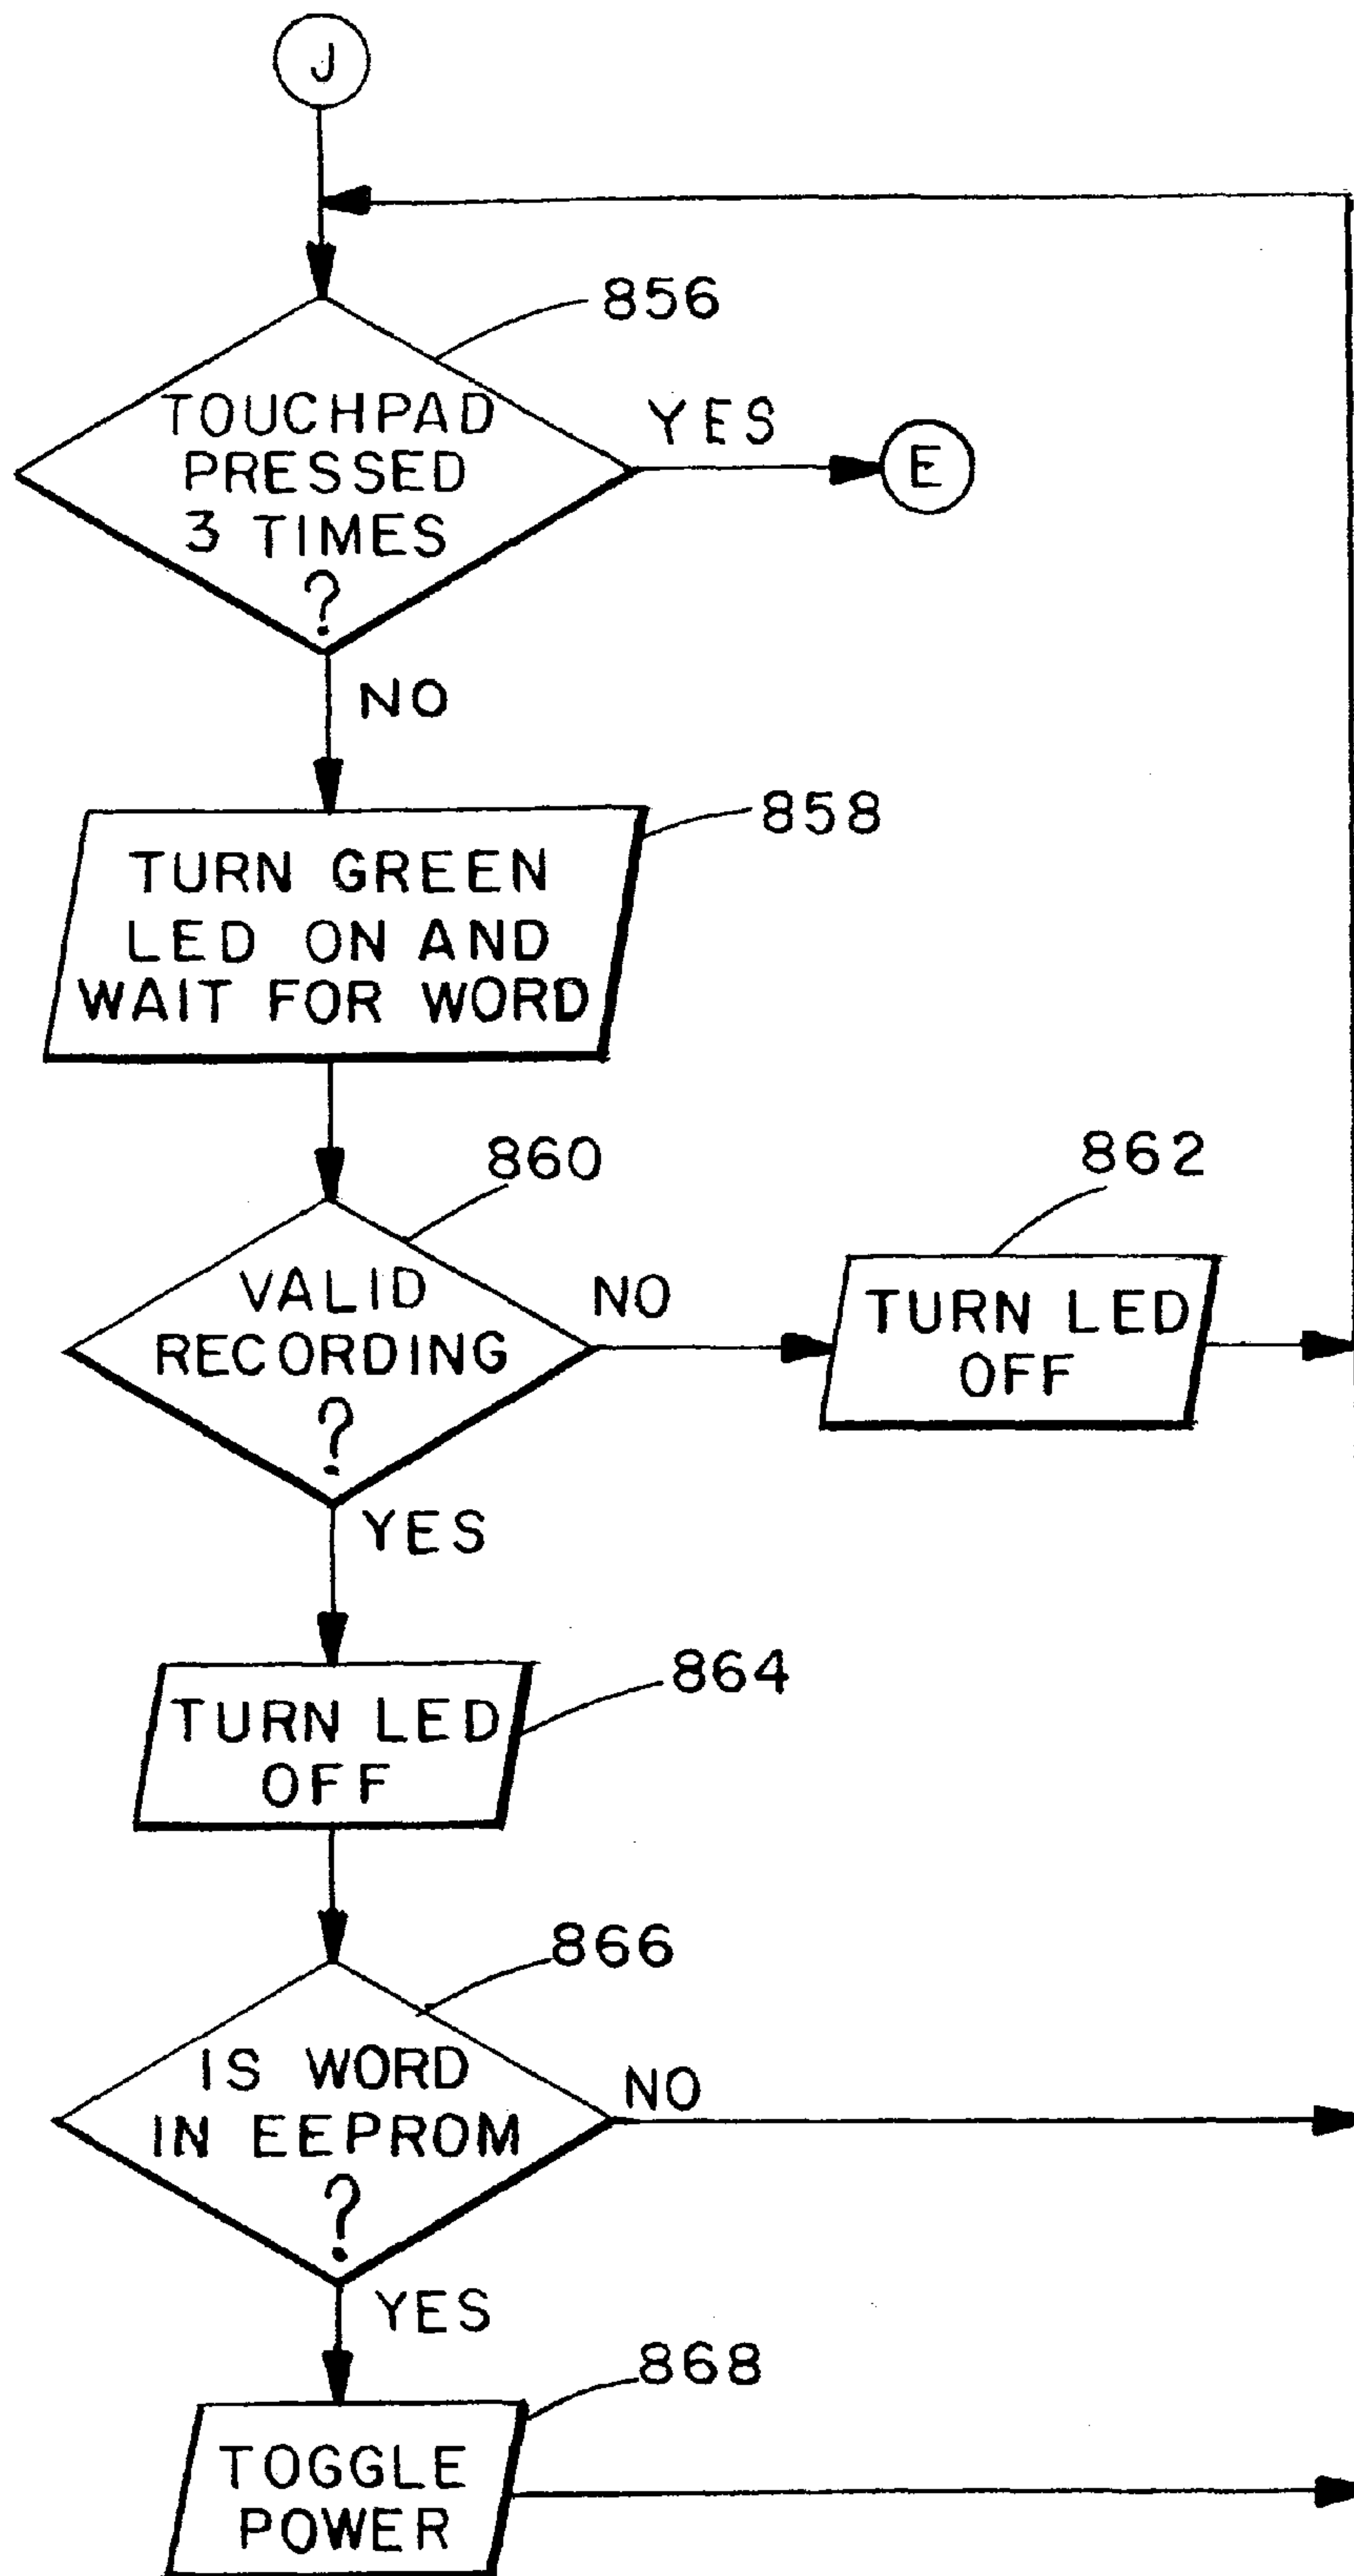 J
856
TOUCHPAD
PRESSED
3 TIMES
?
YES
E
NO
858
TURN GREEN
LED ON AND
WAIT FOR WORD
860
VALID
RECORDING
?
NO
862
TURN LED
OFF
YES
864
TURN LED
OFF
866
IS WORD
IN EEPROM
?
NO
YES
868
TOGGLE
POWER